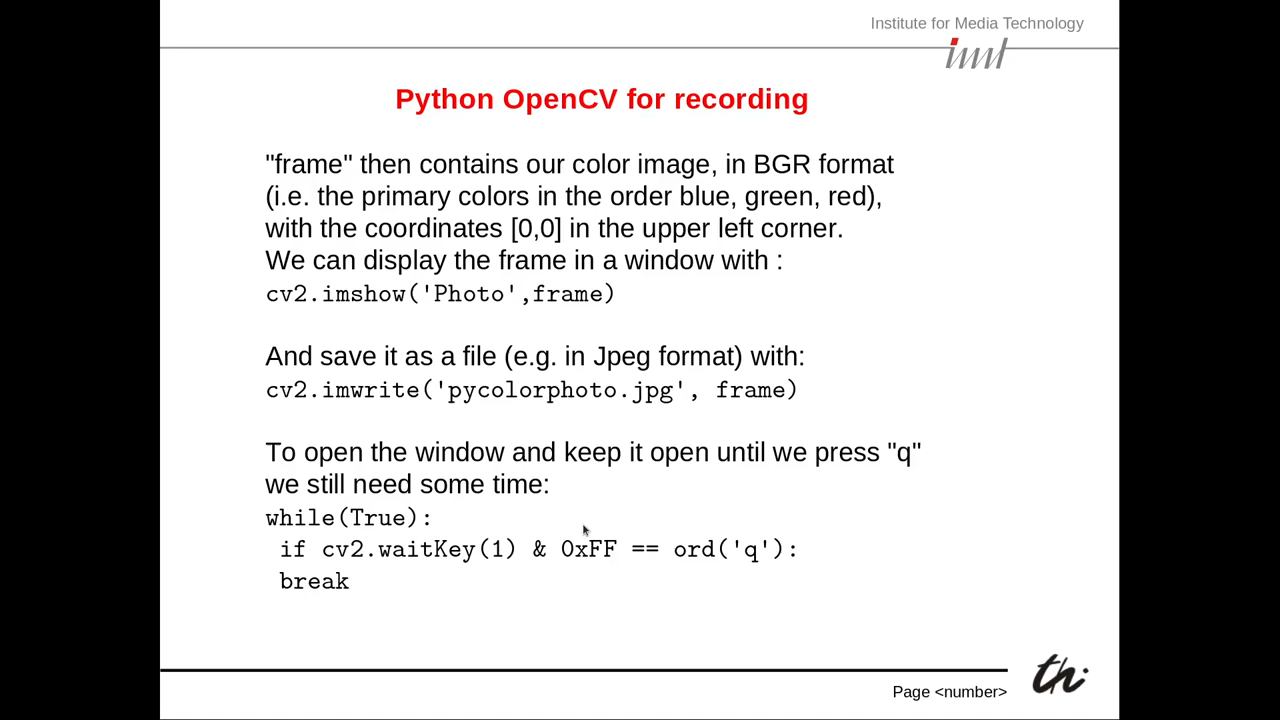 Institute for Media Technology
iml
Python OpenCV for recording
"frame" then contains our color image, in BGR format
(i.e. the primary colors in the order blue, green, red),
with the coordinates [0,0] in the upper left corner.
We can display the frame in a window with :
cv2.imshow('Photo',frame)
And save it as a file (e.g. in Jpeg format) with:
cv2.imwrite('pycolorphoto.jpg', frame)
To open the window and keep it open until we press "q"
we still need some time:
while(True):
 if cv2.waitKey(1) & 0xFF == ord('q'):
 break
th
Page <number>